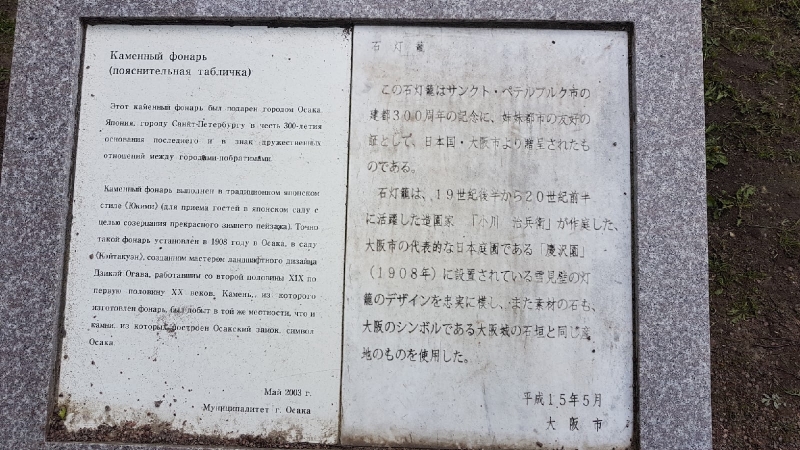 Каменный фонарь
(пояснительная табличка)
Этот каменный фонарь был подарен городом Осака,
Япония, городу Санкт-Петербургу в честь 300-летия
основания последнего и в знак дружественных
отношений между городами-побратимами.
Каменный фонарь выполнен в традиционном японском
стиле (Юкими) (для приема гостей в японском саду с
целью созерцания прекрасного зимнего пейзажа). Точно
такой фонарь установлен в 1908 году в Осака, в саду
(Кэйтакуэн), созданном мастером ландшафтного дизайна
Дзихэй Огава, работавшим со второй половины XIX по
первую половину XX веков. Камень, из которого
изготовлен фонарь, был добыт в той же местности, что и
камни, из которых построен Осакский замок, символ
Осака.
Май 2003 г.
Муниципалитет г. Осака
石灯籠
この石灯籠はサンクト・ペテルブルク市の
建都300周年の記念に、姉妹都市の友好の
証として、日本国・大阪市より贈呈されたも
のである。
石灯籠は、19世紀後半から20世紀前半
に活躍した造園家 「小川 治兵衛」が作庭した、
大阪市の代表的な日本庭園である「慶沢園」
(1908年)に設置されている雪見型の灯
籠のデザインを忠実に模し、また素材の石も、
大阪のシンボルである大阪城の石垣と同じ産
地のものを使用した。
平成15年5月
大阪市